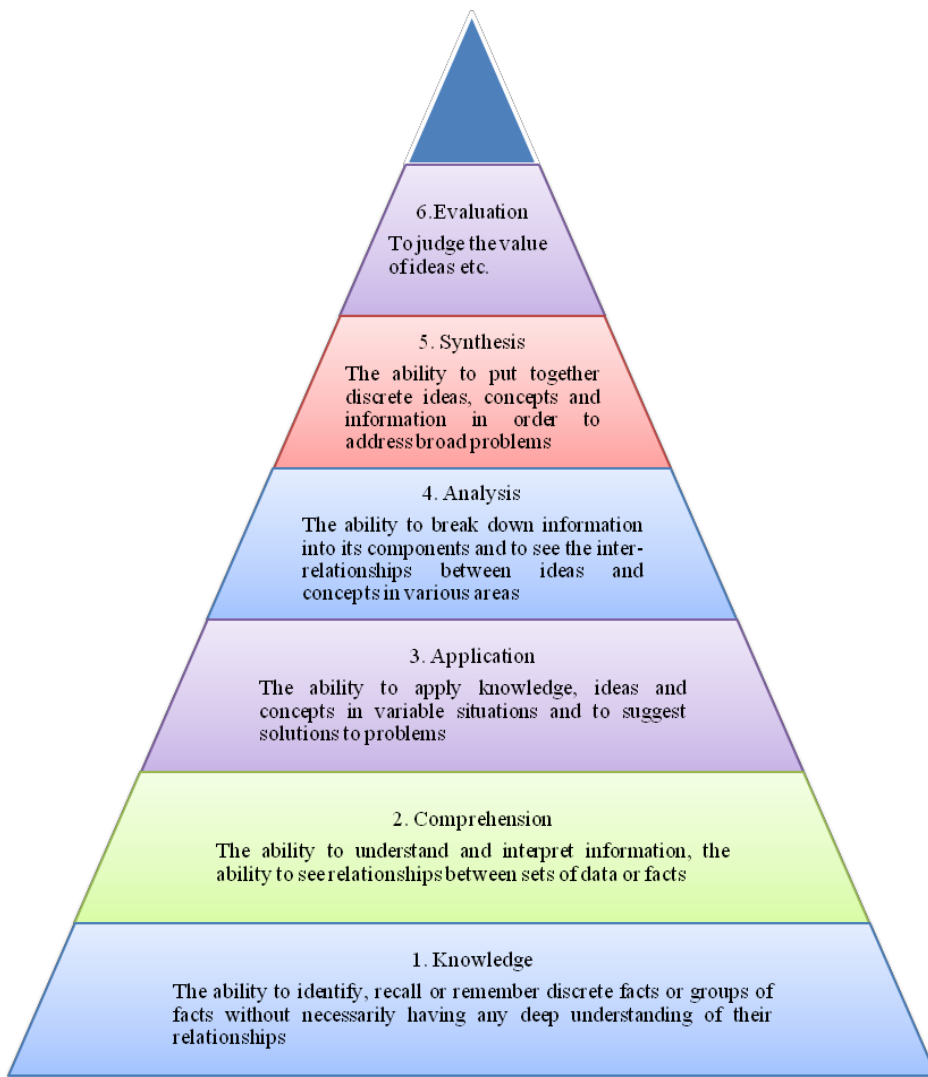 6.Evaluation
To judge the value
of ideas etc.
5. Synthesis
The ability to put together
discrete ideas, concepts and
information in order to
address broad problems
4. Analysis
The ability to break down information
into its components and to see the inter-
relationships between ideas and
concepts in various areas
3. Application
The ability to apply knowledge, ideas and
concepts in variable situations and to suggest
solutions to problems
2. Comprehension
The ability to understand and interpret information, the
ability to see relationships between sets of data or facts
1. Knowledge
The ability to identify, recall or remember discrete facts or groups of
facts without necessarily having any deep understanding of their
relationships